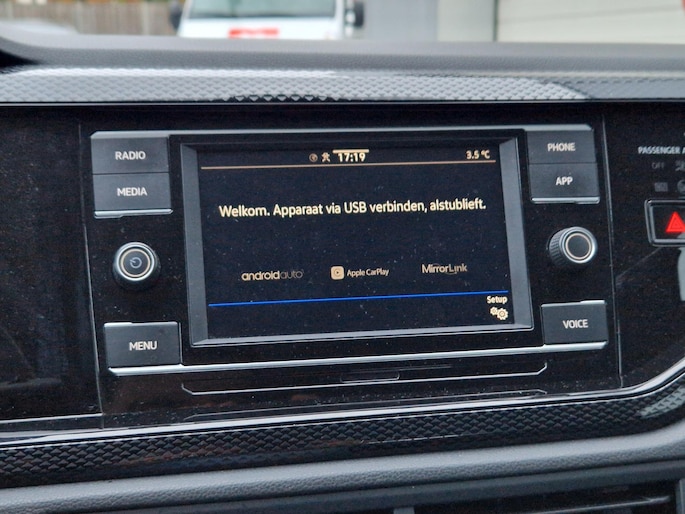 RADIO
MEDIA
MENU
17:19
3.5 °C
Welkom. Apparaat via USB verbinden, alstublieft.
androidauto
Apple CarPlay
MirrorLink
Setup
PHONE
APP
VOICE
PASSENGER A
OFF